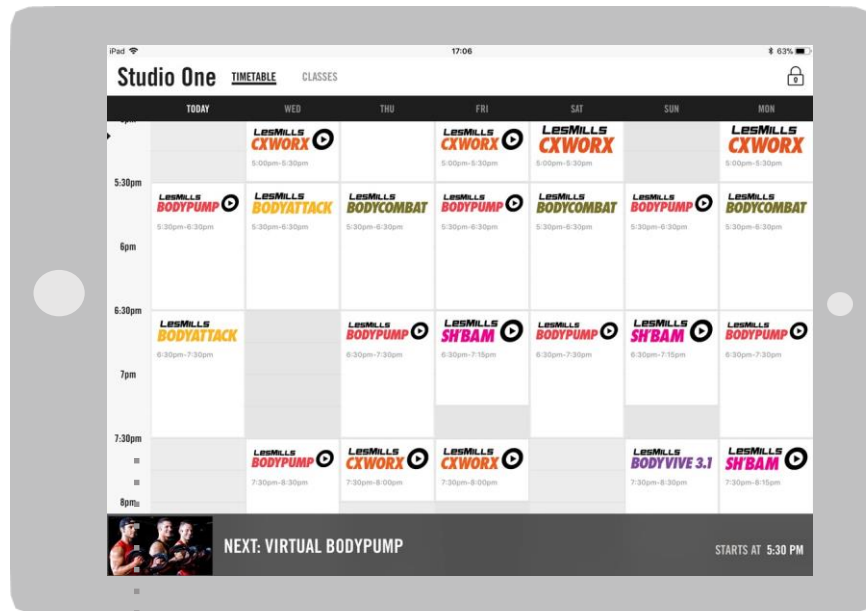 iPad 17:06 63%
Studio One TIMETABLE CLASSES
TODAY WED THU FRI SAT SUN MON
LESMILLS LESMILLS LESMILLS LESMILLS
CXWORX CXWORX CXWORX CXWORX
5:00pm-5:30pm 5:00pm-5:30pm 5:00pm-5:30pm 5:00pm-5:30pm
5:30pm
LESMILLS LESMILLS LESMILLS LESMILLS LESMILLS LESMILLS LESMILLS
BODYPUMP BODYATTACK BODYCOMBAT BODYPUMP BODYCOMBAT BODYPUMP BODYCOMBAT
5:30pm-6:30pm 5:30pm-6:30pm 5:30pm-6:30pm 5:30pm-6:30pm 5:30pm-6:30pm 5:30pm-6:30pm 5:30pm-6:30pm
6pm
6:30pm
LESMILLS LESMILLS LESMILLS LESMILLS LESMILLS LESMILLS
BODYATTACK BODYPUMP SH'BAM BODYPUMP SH'BAM BODYPUMP
6:30pm-7:30pm 6:30pm-7:30pm 6:30pm-7:15pm 6:30pm-7:30pm 6:30pm-7:15pm 6:30pm-7:30pm
7pm
7:30pm
LESMILLS LESMILLS LESMILLS LESMILLS LESMILLS
BODYPUMP CXWORX CXWORX BODYVIVE 3.1 SH'BAM
7:30pm-8:30pm 7:30pm-8:00pm 7:30pm-8:00pm 7:30pm-8:30pm 7:30pm-8:15pm
8pm
NEXT: VIRTUAL BODYPUMP STARTS AT 5:30 PM